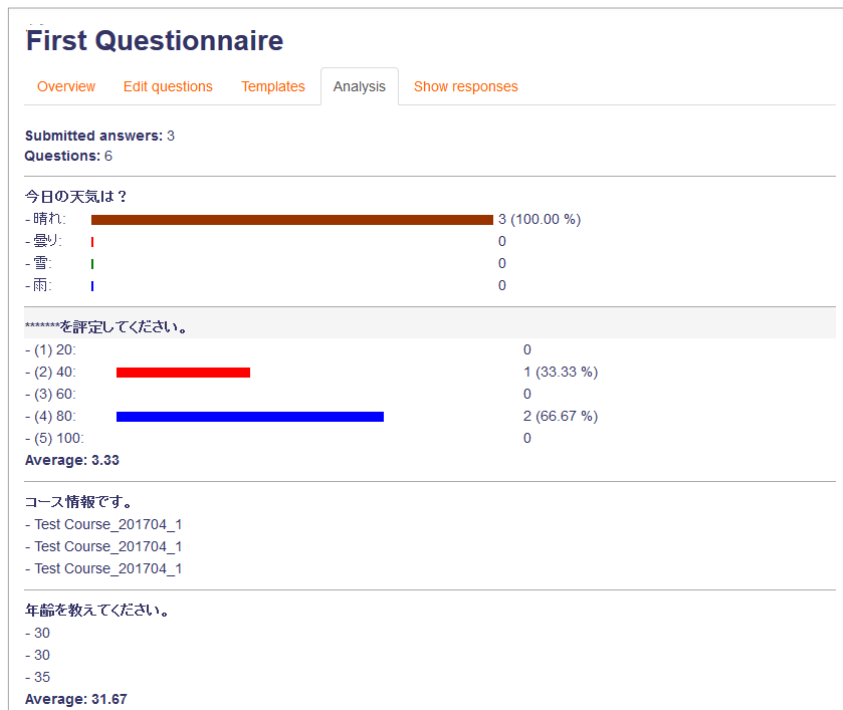 First Questionnaire
Overview Edit questions Templates Analysis Show responses
Submitted answers: 3
Questions: 6
今日の天気は？
- 晴れ: 3 (100.00 %)
- 曇り: 0
- 雪: 0
- 雨: 0
*******を評定してください。
- (1) 20: 0
- (2) 40: 1 (33.33 %)
- (3) 60: 0
- (4) 80: 2 (66.67 %)
- (5) 100: 0
Average: 3.33
コース情報です。
- Test Course_201704_1
- Test Course_201704_1
- Test Course_201704_1
年齢を教えてください。
- 30
- 30
- 35
Average: 31.67